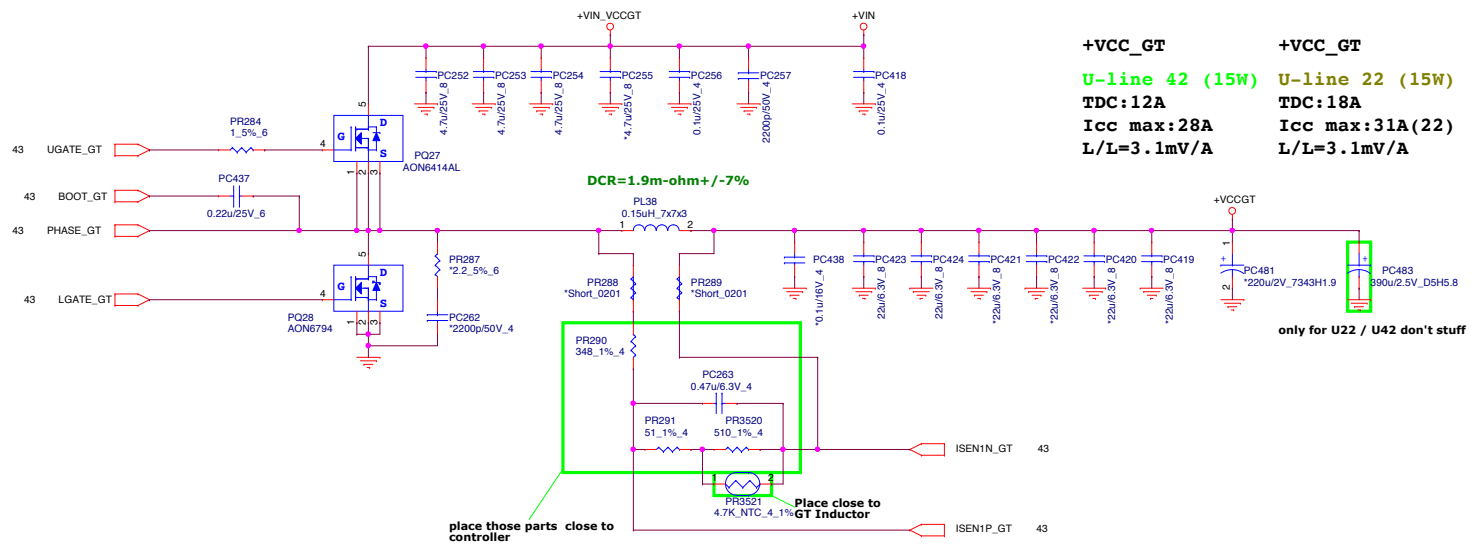 +VIN_VCCGT
+VIN
+VCC_GT
+VCC_GT
U-line 42 (15W)
U-line 22 (15W)
TDC:12A
TDC:18A
Icc max:28A
Icc max:31A(22)
L/L=3.1mV/A
L/L=3.1mV/A
PC252
4.7u/25V_8
PC253
4.7u/25V_8
PC254
4.7u/25V_8
PC255
*4.7u/25V_8
PC256
0.1u/25V_4
PC257
2200p/50V_4
PC418
0.1u/25V_4
43 UGATE_GT
PR284
1_5%_6
5
D
G
S
4
1
2
3
PQ27
AON6414AL
43 BOOT_GT
PC437
0.22u/25V_6
43 PHASE_GT
43 LGATE_GT
5
D
G
S
4
1
2
3
PQ28
AON6794
PR287
*2.2_5%_6
PC262
*2200p/50V_4
DCR=1.9m-ohm+/-7%
PL38
0.15uH_7x7x3
1
2
PR288
*Short_0201
PR289
*Short_0201
PC438
*0.1u/16V_4
PC423
22u/6.3V_8
PC424
22u/6.3V_8
PC421
*22u/6.3V_8
PC422
*22u/6.3V_8
PC420
*22u/6.3V_8
PC419
*22u/6.3V_8
+VCCGT
1
+
2
PC481
*220u/2V_7343H1.9
+
PC483
390u/2.5V_D5H5.8
only for U22 / U42 don't stuff
PR290
348_1%_4
PC263
0.47u/6.3V_4
PR291
51_1%_4
PR3520
510_1%_4
ISEN1N_GT 43
1
2
PR3521
4.7K_NTC_4_1%
Place close to
GT Inductor
place those parts close to
controller
ISEN1P_GT 43